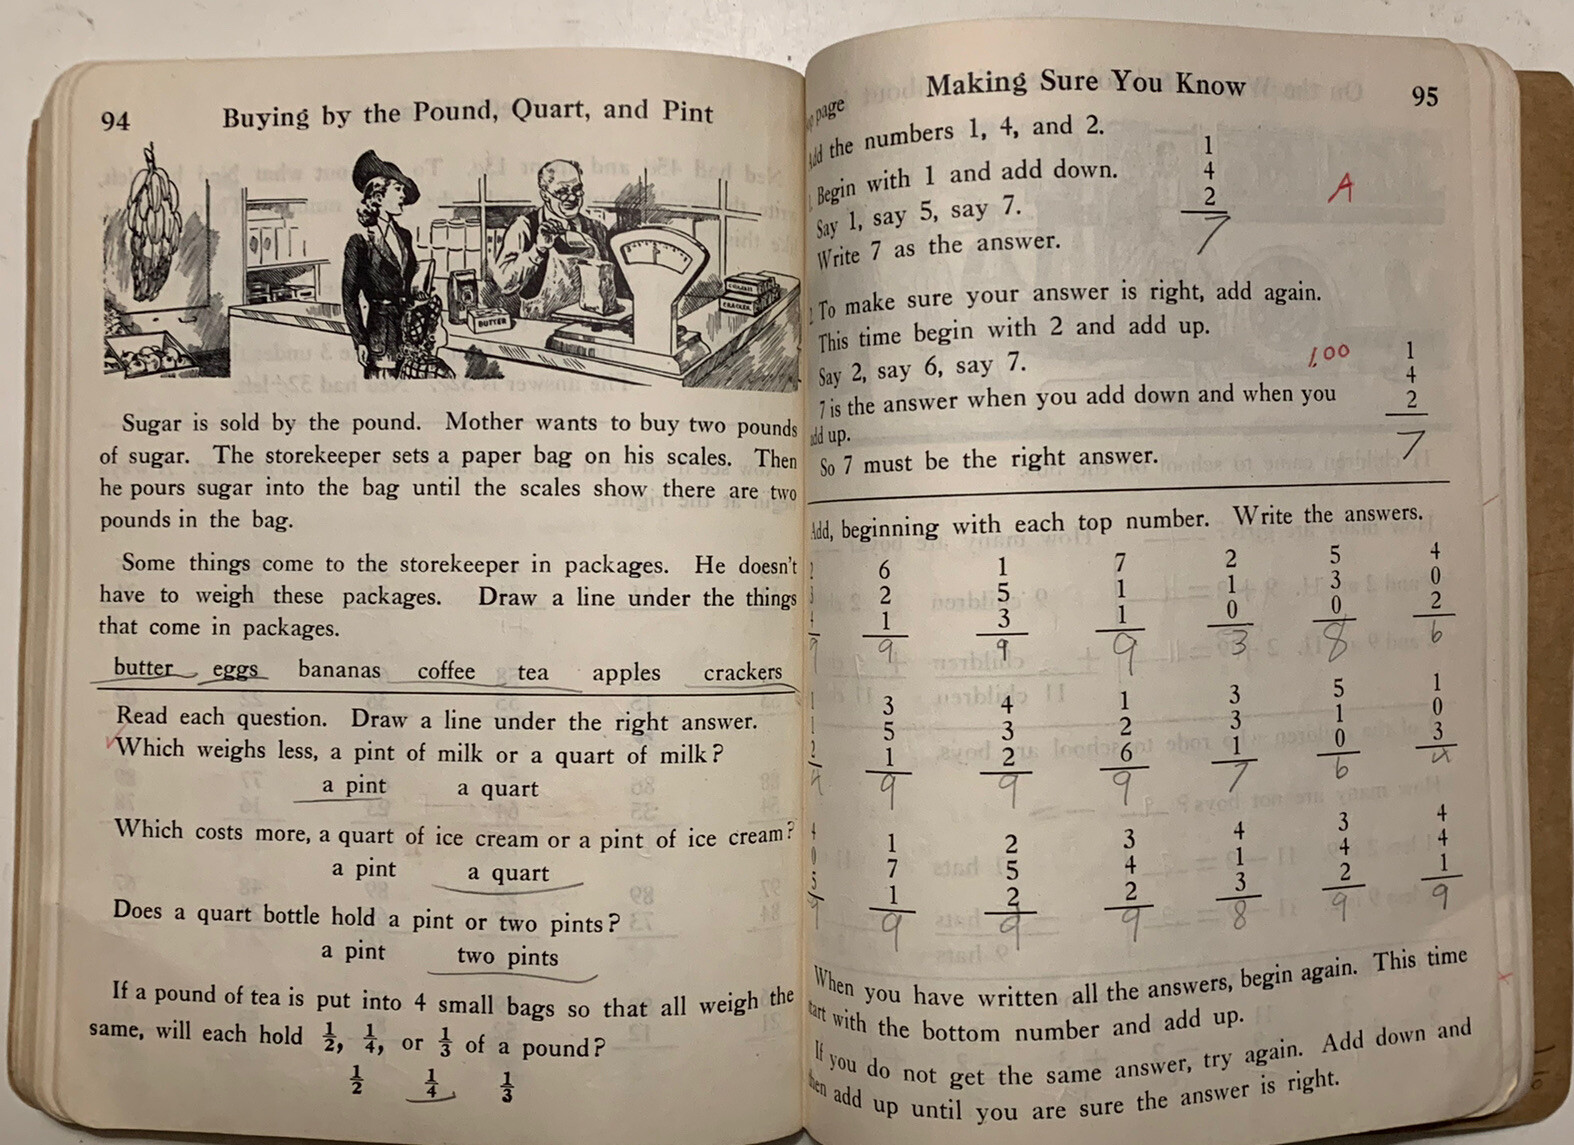 94
Buying by the Pound, Quart, and Pint
BUTTER
CRACKER
Sugar is sold by the pound. Mother wants to buy two pounds
of sugar. The storekeeper sets a paper bag on his scales. Then
he pours sugar into the bag until the scales show there are two
pounds in the bag.
Some things come to the storekeeper in packages. He doesn't
have to weigh these packages. Draw a line under the things
that come in packages.
butter eggs bananas coffee tea apples crackers
Read each question. Draw a line under the right answer.
Which weighs less, a pint of milk or a quart of milk?
a pint a quart
Which costs more, a quart of ice cream or a pint of ice cream?
a pint a quart
Does a quart bottle hold a pint or two pints?
a pint two pints
If a pound of tea is put into 4 small bags so that all weigh the
same, will each hold 1/2, 1/4, or 1/3 of a pound?
1/2 1/4 1/3
Making Sure You Know
95
page
the numbers 1, 4, and 2.
Begin with 1 and add down.
Say 1, say 5, say 7.
Write 7 as the answer.
1
4
2
7
A
To make sure your answer is right, add again.
This time begin with 2 and add up.
Say 2, say 6, say 7.
7 is the answer when you add down and when you
up.
So 7 must be the right answer.
100
1
4
2
7
Add, beginning with each top number. Write the answers.
6 1 7 2 5 4
2 5 1 1 3 0
1 3 1 0 0 2
9 9 9 9 3 8 6
1 3 4 1 3 5 1
1 5 3 2 3 1 0
2 1 2 6 1 0 3
4 9 9 9 7 6 4
4 1 2 3 4 3 4
0 7 5 4 1 4 4
5 1 2 2 3 2 1
9 9 9 9 8 9 9
When you have written all the answers, begin again. This time
with the bottom number and add up.
If you do not get the same answer, try again. Add down and
add up until you are sure the answer is right.